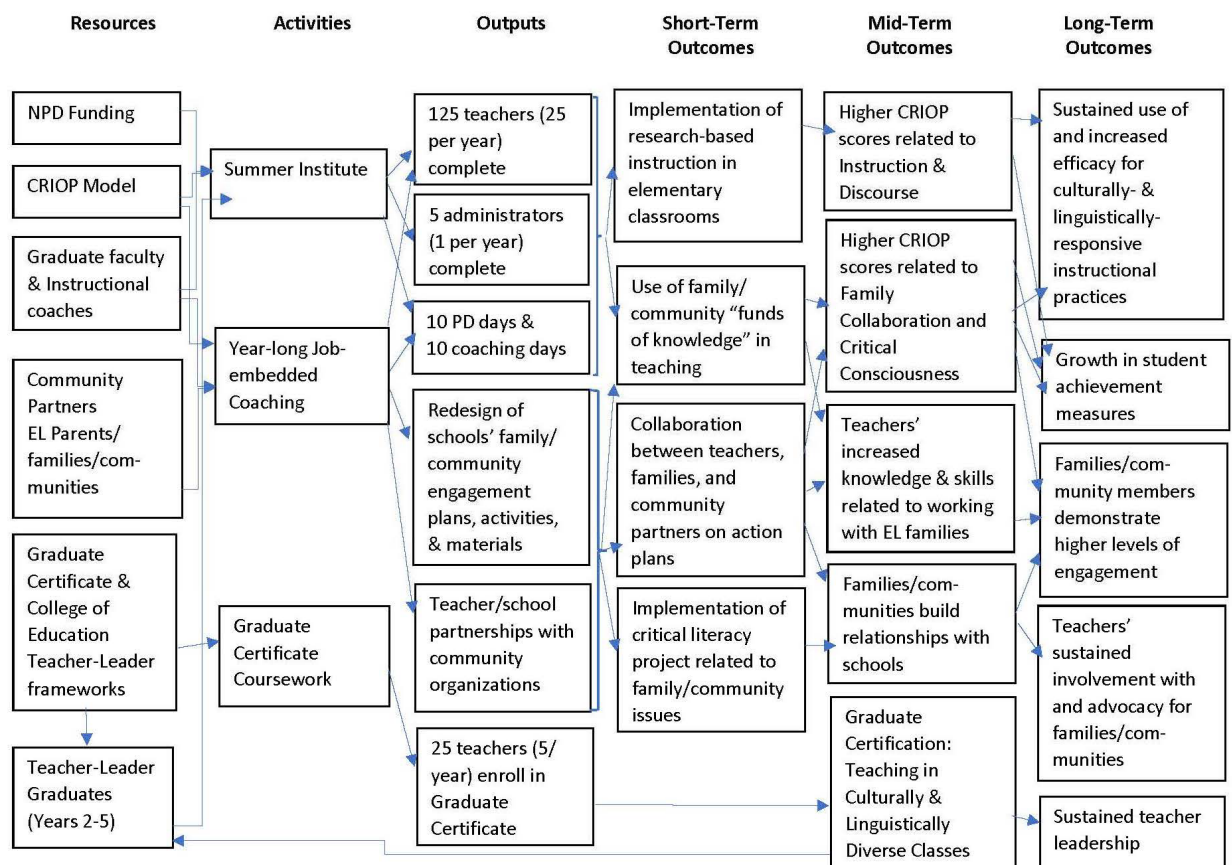 Resources
Activities
Outputs
Short-Term
Outcomes
Mid-Term
Outcomes
Long-Term
Outcomes
NPD Funding
CRIOP Model
Graduate faculty
& Instructional
coaches
Community
Partners
EL Parents/
families/com-
munities
Graduate
Certificate &
College of
Education
Teacher-Leader
frameworks
Teacher-Leader
Graduates
(Years 2-5)
Summer Institute
Year-long Job-
embedded
Coaching
Graduate
Certificate
Coursework
125 teachers (25
per year)
complete
5 administrators
(1 per year)
complete
10 PD days &
10 coaching days
Redesign of
schools’ family/
community
engagement
plans, activities,
& materials
Teacher/school
partnerships with
community
organizations
25 teachers (5/
year) enroll in
Graduate
Certificate
Implementation of
research-based
instruction in
elementary
classrooms
Use of family/
community “funds
of knowledge” in
teaching
Collaboration
between teachers,
families, and
community
partners on action
plans
Implementation of
critical literacy
project related to
family/community
issues
Higher CRIOP
scores related to
Instruction &
Discourse
Higher CRIOP
scores related to
Family
Collaboration and
Critical
Consciousness
Teachers’
increased
knowledge & skills
related to working
with EL families
Families/com-
munities build
relationships with
schools
Graduate
Certification:
Teaching in
Culturally &
Linguistically
Diverse Classes
Sustained use of
and increased
efficacy for
culturally- &
linguistically-
responsive
instructional
practices
Growth in student
achievement
measures
Families/com-
munity members
demonstrate
higher levels of
engagement
Teachers’
sustained
involvement with
and advocacy for
families/com-
munities
Sustained teacher
leadership